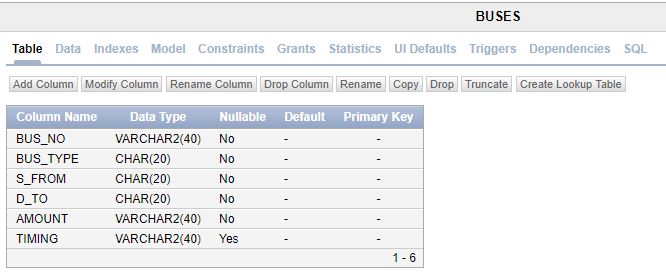 BUSES
Table Data Indexes Model Constraints Grants Statistics UI Defaults Triggers Dependencies SQL
Add Column Modify Column Rename Column Drop Column Rename Copy Drop Truncate Create Lookup Table
Column Name Data Type Nullable Default Primary Key
BUS_NO VARCHAR2(40) No - -
BUS_TYPE CHAR(20) No - -
S_FROM CHAR(20) No - -
D_TO CHAR(20) No - -
AMOUNT VARCHAR2(40) No - -
TIMING VARCHAR2(40) Yes - -
1 - 6